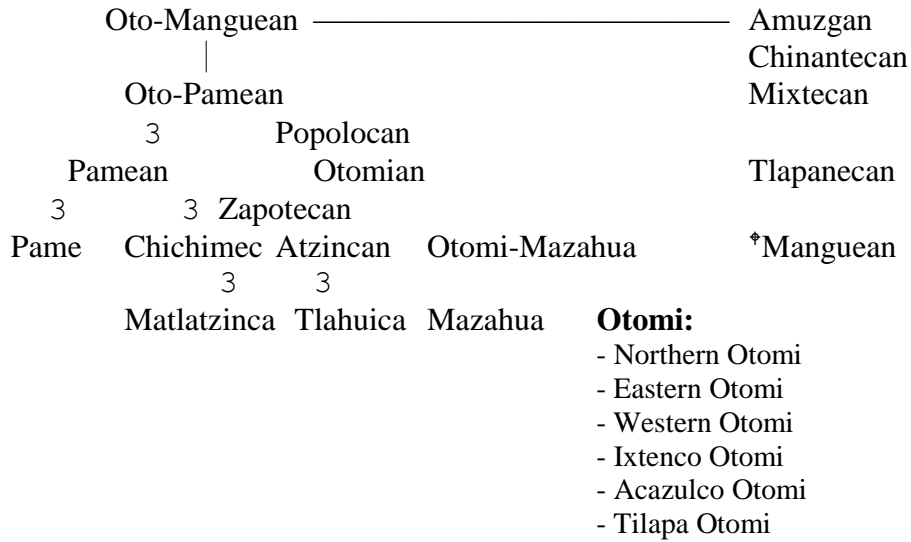 Oto-Manguean Amuzgan
Chinantecan
Oto-Pamean Mixtecan
3 Popolocan
Pamean Otomian Tlapanecan
3 3 Zapotecan
Pame Chichimec Atzincan Otomi-Mazahua Manguean
3 3
Matlatzinca Tlahuica Mazahua Otomi:
- Northern Otomi
- Eastern Otomi
- Western Otomi
- Ixtenco Otomi
- Acazulco Otomi
- Tilapa Otomi